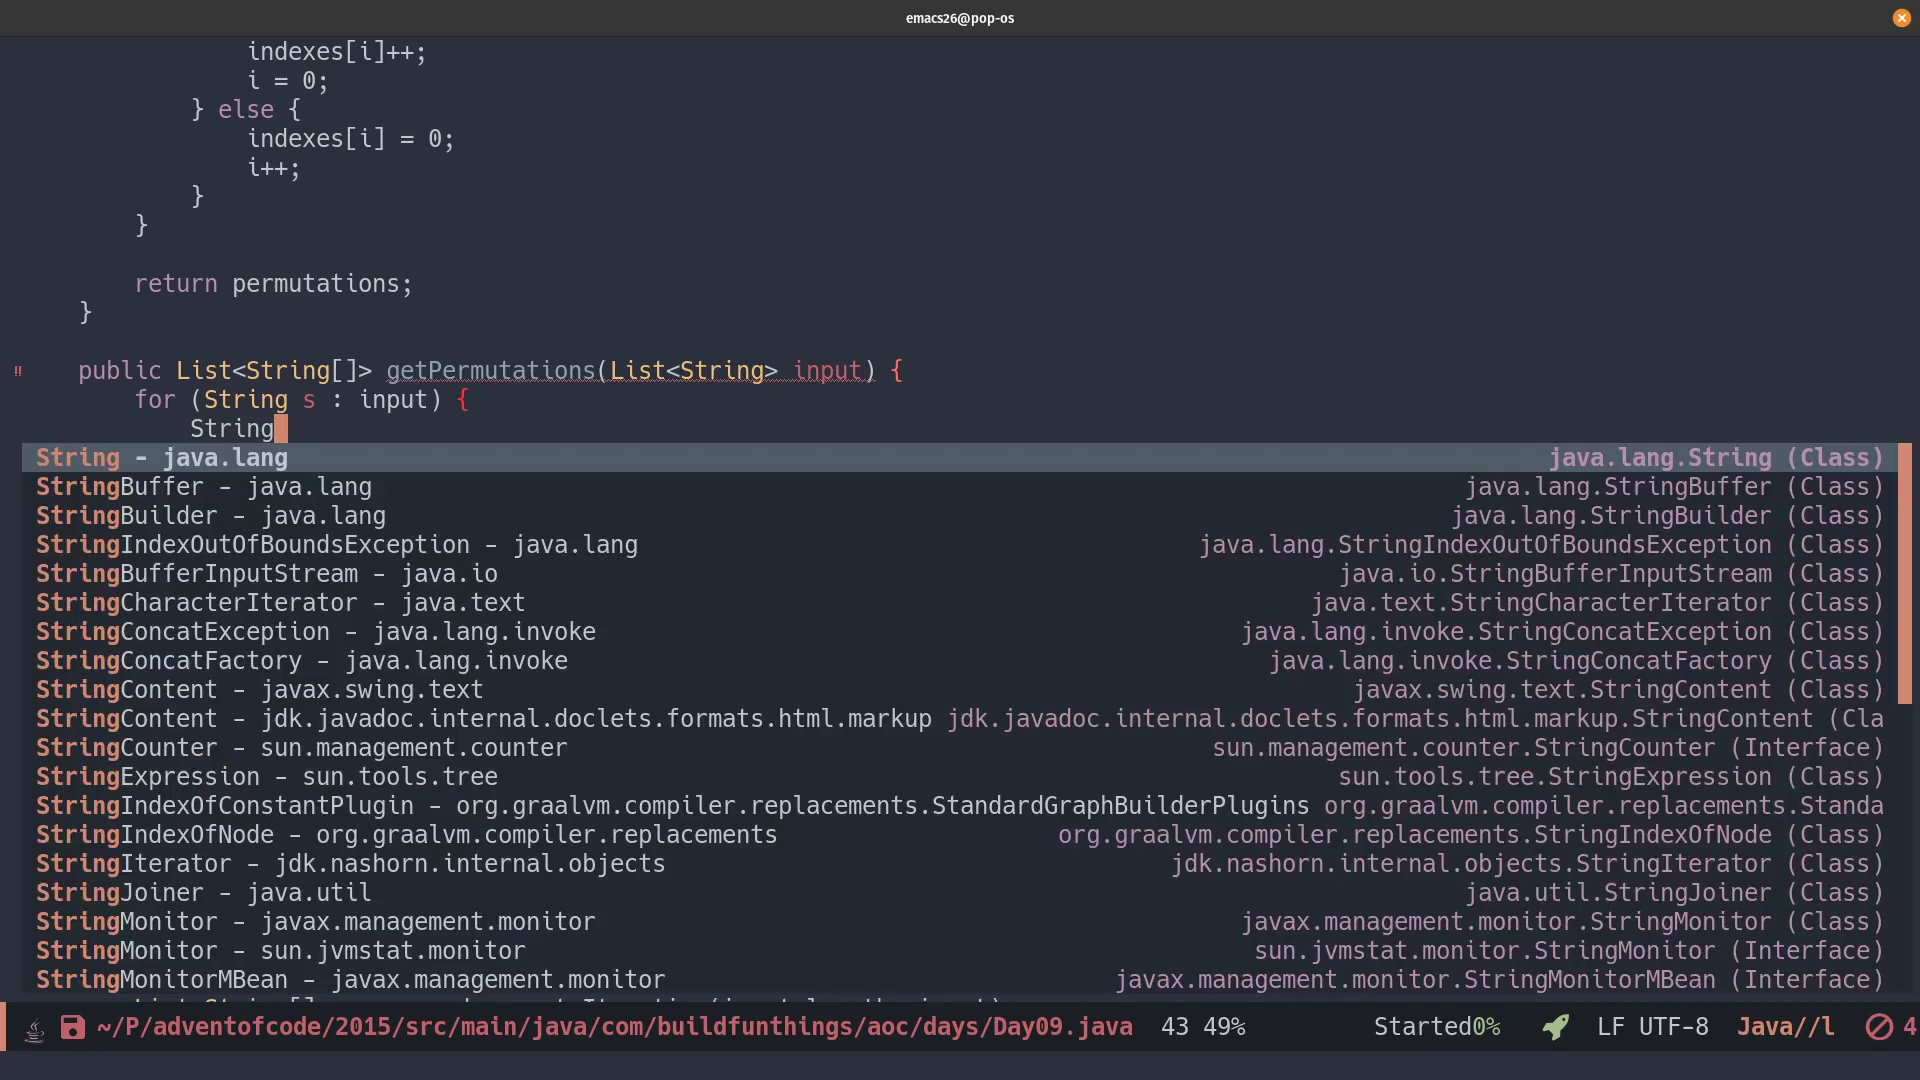 emacs26@pop-os
indexes[i]++;
i = 0;
} else {
indexes[i] = 0;
i++;
}
}
return permutations;
}
!! public List<String[]> getPermutations(List<String> input) {
for (String s : input) {
String
String - java.lang java.lang.String (Class)
StringBuffer - java.lang java.lang.StringBuffer (Class)
StringBuilder - java.lang java.lang.StringBuilder (Class)
StringIndexOutOfBoundsException - java.lang java.lang.StringIndexOutOfBoundsException (Class)
StringBufferInputStream - java.io java.io.StringBufferInputStream (Class)
StringCharacterIterator - java.text java.text.StringCharacterIterator (Class)
StringConcatException - java.lang.invoke java.lang.invoke.StringConcatException (Class)
StringConcatFactory - java.lang.invoke java.lang.invoke.StringConcatFactory (Class)
StringContent - javax.swing.text javax.swing.text.StringContent (Class)
StringContent - jdk.javadoc.internal.doclets.formats.html.markup jdk.javadoc.internal.doclets.formats.html.markup.StringContent (Cla
StringCounter - sun.management.counter sun.management.counter.StringCounter (Interface)
StringExpression - sun.tools.tree sun.tools.tree.StringExpression (Class)
StringIndexOfConstantPlugin - org.graalvm.compiler.replacements.StandardGraphBuilderPlugins org.graalvm.compiler.replacements.Standa
StringIndexOfNode - org.graalvm.compiler.replacements org.graalvm.compiler.replacements.StringIndexOfNode (Class)
StringIterator - jdk.nashorn.internal.objects jdk.nashorn.internal.objects.StringIterator (Class)
StringJoiner - java.util java.util.StringJoiner (Class)
StringMonitor - javax.management.monitor javax.management.monitor.StringMonitor (Class)
StringMonitor - sun.jvmstat.monitor sun.jvmstat.monitor.StringMonitor (Interface)
StringMonitorMBean - javax.management.monitor javax.management.monitor.StringMonitorMBean (Interface)
~/P/adventofcode/2015/src/main/java/com/buildfunthings/aoc/days/Day09.java 43 49% Started0% LF UTF-8 Java//l 4